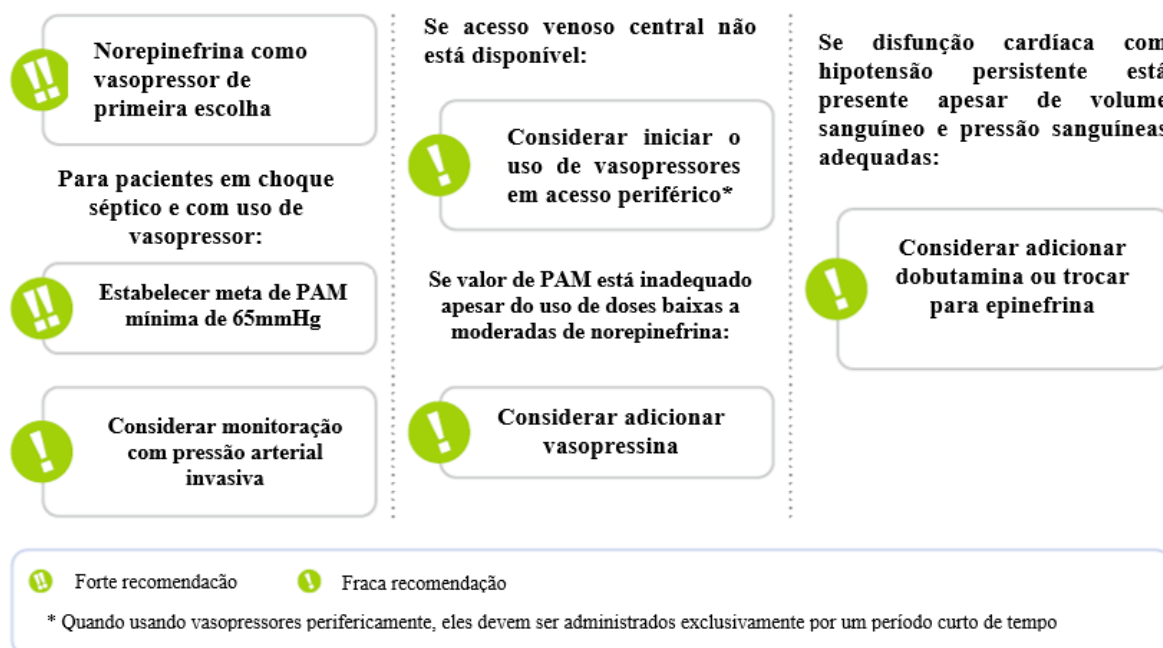 Norepinefrina como
vasopressor de
primeira escolha
Para pacientes em choque
séptico e com uso de
vasopressor:
Estabelecer meta de PAM
mínima de 65mmHg
Considerar monitoração
com pressão arterial
invasiva
Se acesso venoso central não
está disponível:
Considerar iniciar o
uso de vasopressores
em acesso periférico*
Se valor de PAM está inadequado
apesar do uso de doses baixas a
moderadas de norepinefrina:
Considerar adicionar
vasopressina
Se disfunção cardíaca com
hipotensão persistente está
presente apesar de volume
sanguíneo e pressão sanguíneas
adequadas:
Considerar adicionar
dobutamina ou trocar
para epinefrina
Forte recomendacão
Fraca recomendação
* Quando usando vasopressores perifericamente, eles devem ser administrados exclusivamente por um período curto de tempo